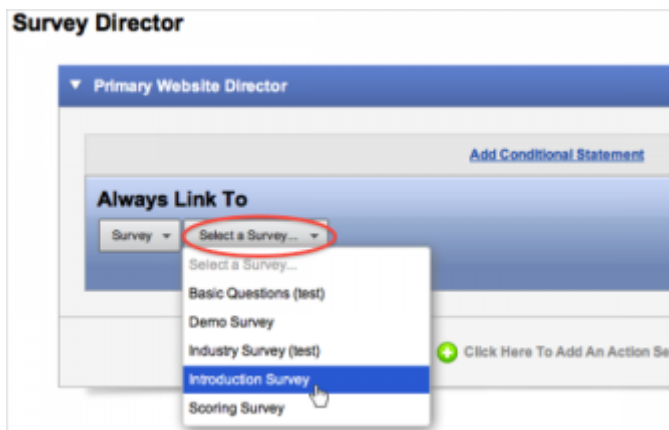 Survey Director
Primary Website Director
Add Conditional Statement
Always Link To
Survey
Select a Survey...
Select a Survey...
Basic Questions (test)
Demo Survey
Industry Survey (test)
Introduction Survey
Click Here To Add An Action Se
Scoring Survey